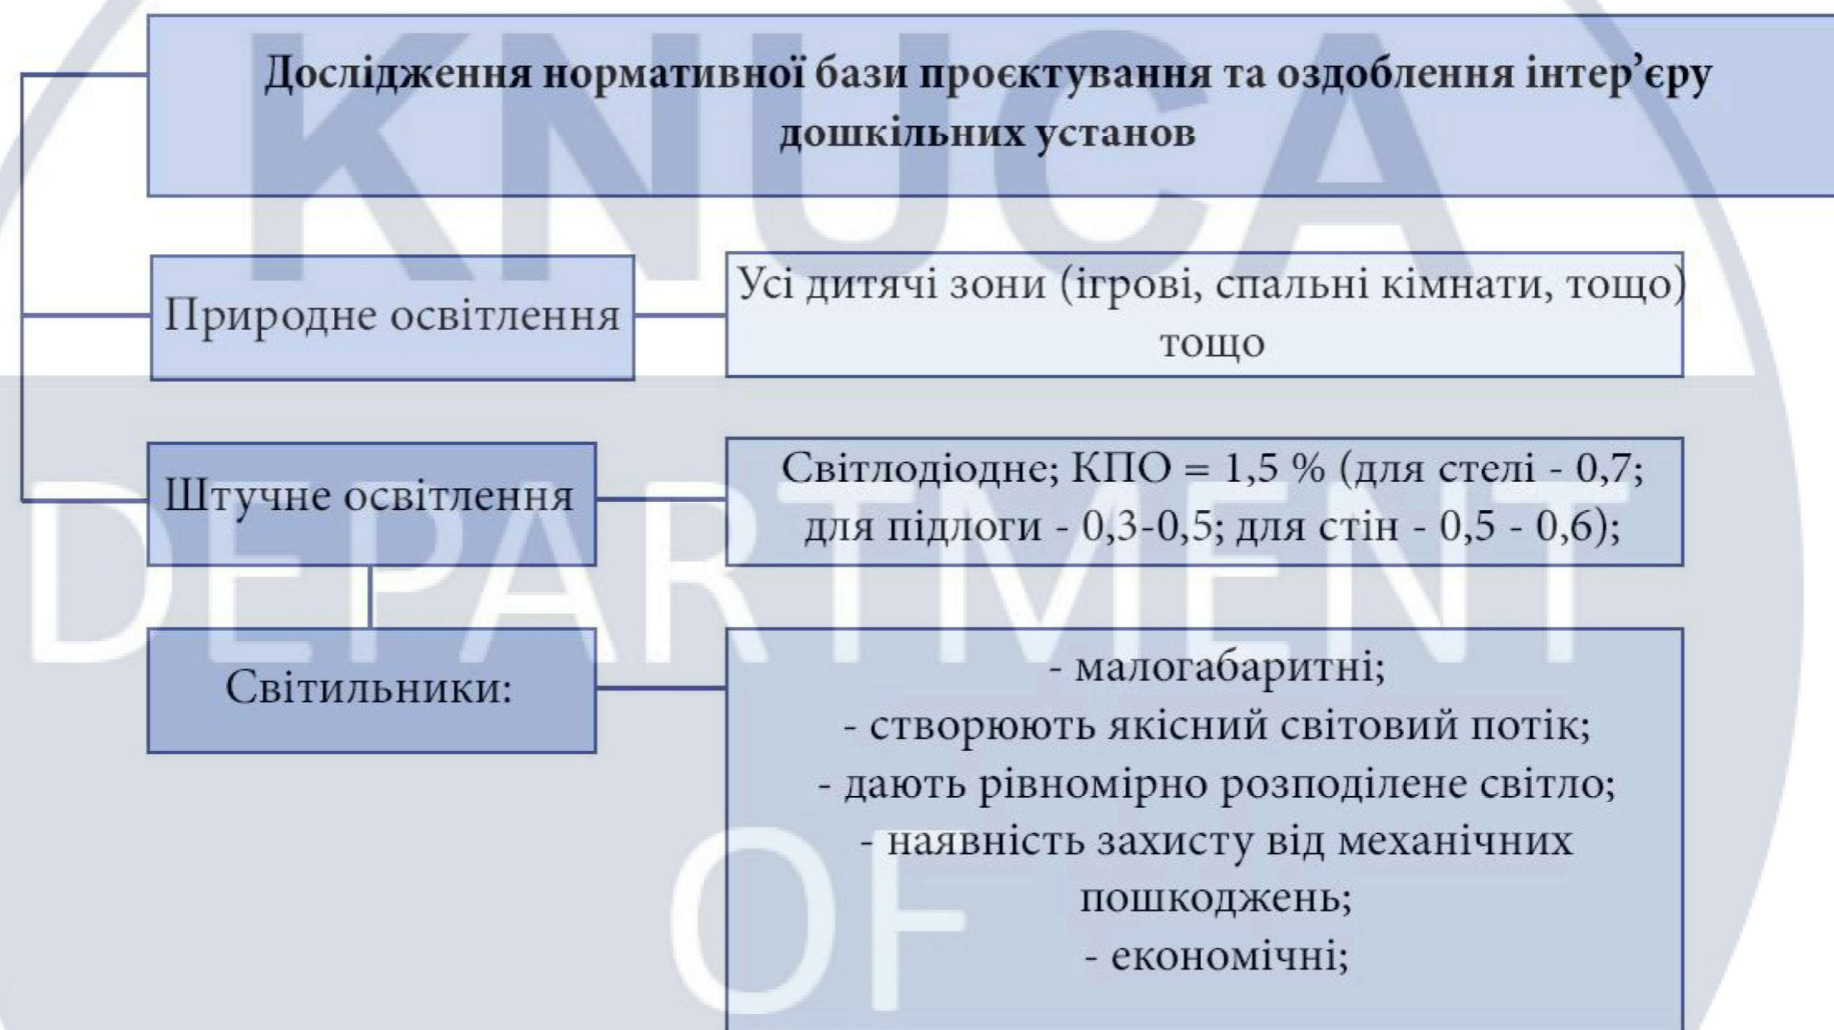 Дослідження нормативної бази проєктування та оздоблення інтер’єру
дошкільних установ
Природне освітлення
Усі дитячі зони (ігрові, спальні кімнати, тощо)
тощо
Штучне освітлення
Світлодіодне; КПО = 1,5 % (для стелі - 0,7;
для підлоги - 0,3-0,5; для стін - 0,5 - 0,6);
Світильники:
- малогабаритні;
- створюють якісний світовий потік;
- дають рівномірно розподілене світло;
- наявність захисту від механічних
пошкоджень;
- економічні;
KNUCA
DEPARTMENT
OF